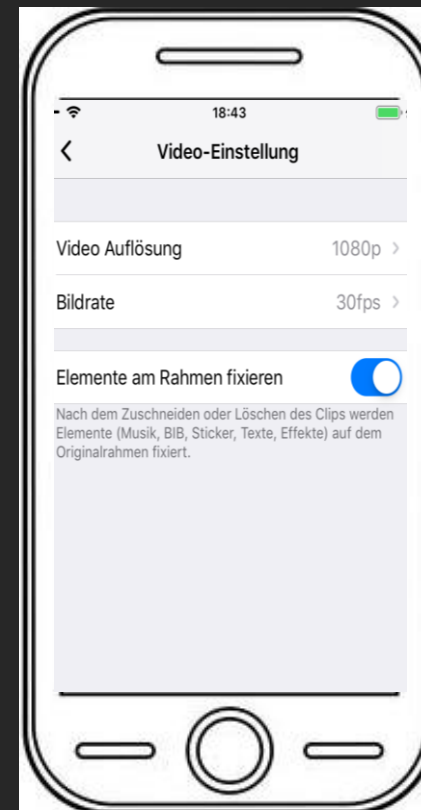 18:43
Video-Einstellung
Video Auflösung 1080p
Bildrate 30fps
Elemente am Rahmen fixieren
Nach dem Zuschneiden oder Löschen des Clips werden
Elemente (Musik, BIB, Sticker, Texte, Effekte) auf dem
Originalrahmen fixiert.